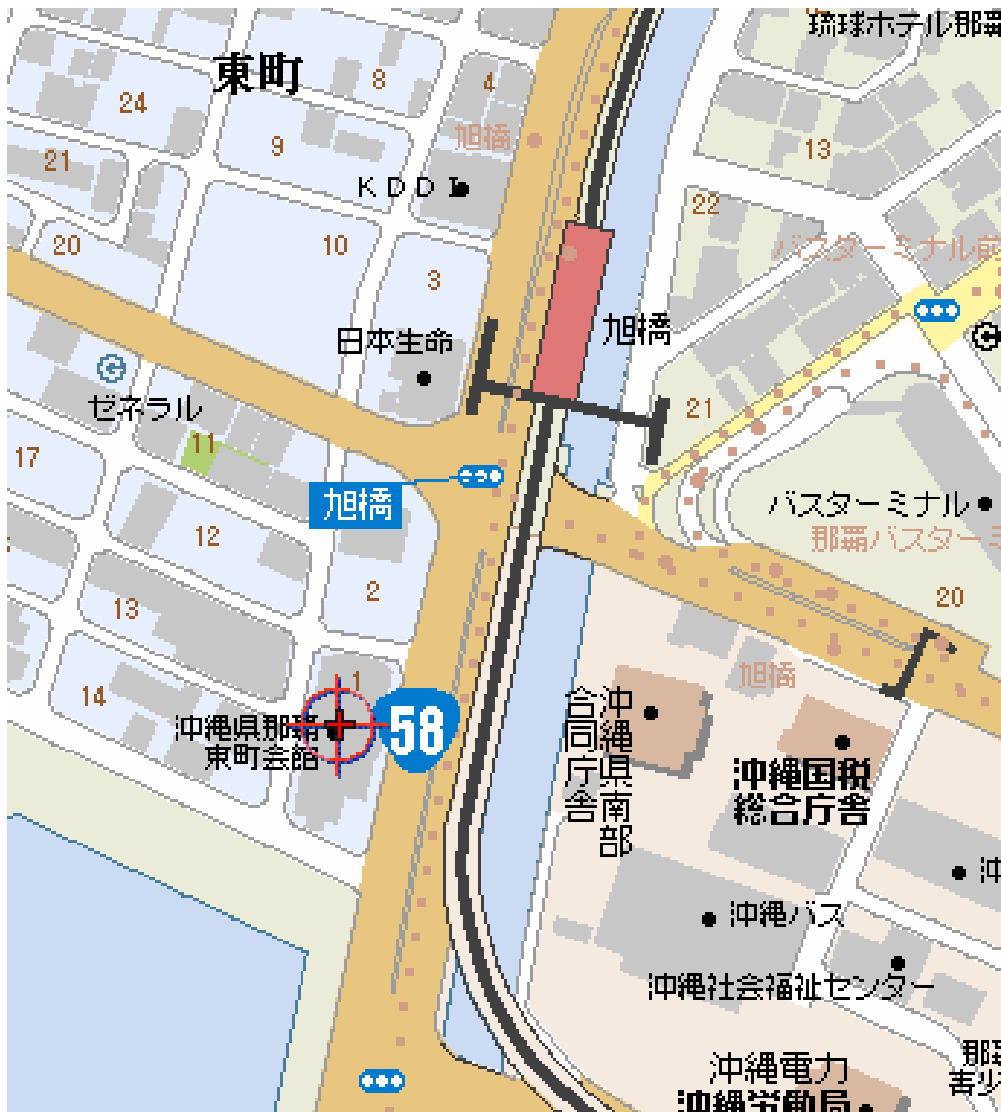 琉球ホテル那覇
東町
8
4
24
旭橋
9
13
21
KDDI
22
20
10
バスターミナル前
3
旭橋
日本生命
ゼネラル
21
11
17
旭橋
バスターミナル
12
那覇バスターミ
2
20
13
旭橋
1
14
沖縄県那覇
東町会館
58
沖縄県南部
合同庁舎
沖縄国税
総合庁舎
沖
沖縄バス
沖縄社会福祉センター
沖縄電力
沖縄労働局
那覇
青少